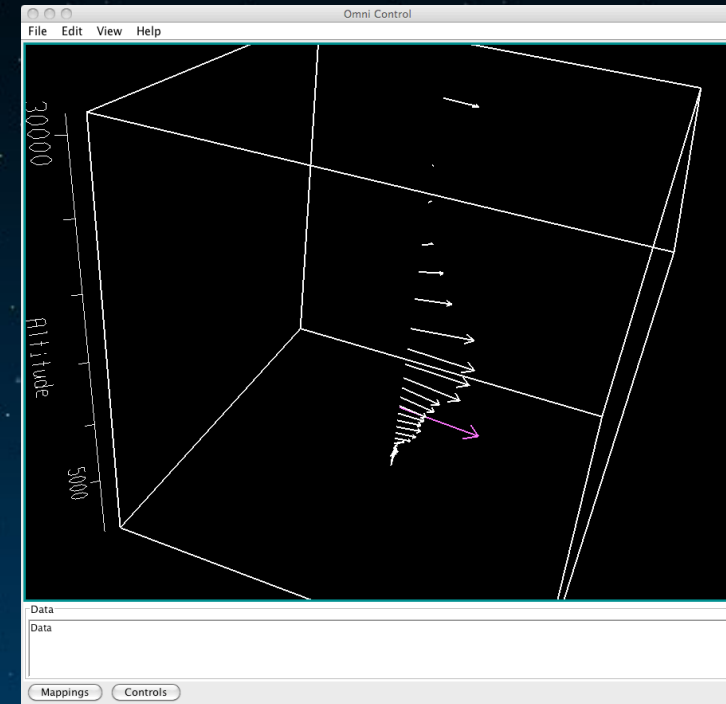 Omni Control
File Edit View Help
30000
Altitude
5000
Data
Data
Mappings Controls